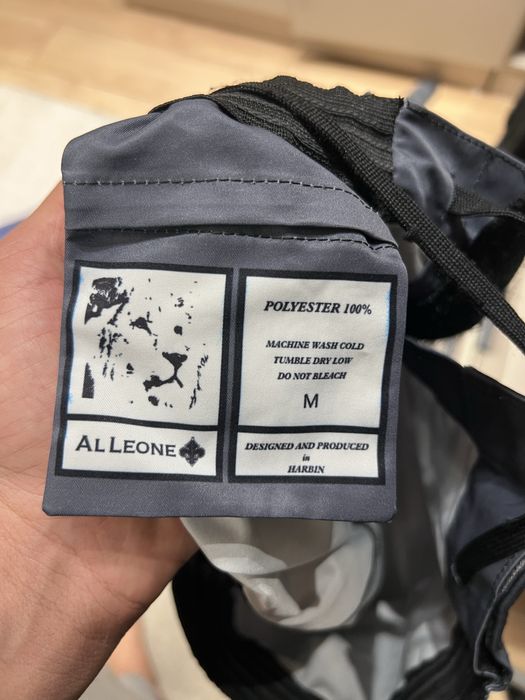 AL LEONE
POLYESTER 100%
MACHINE WASH COLD
TUMBLE DRY LOW
DO NOT BLEACH
M
DESIGNED AND PRODUCED
in
HARBIN